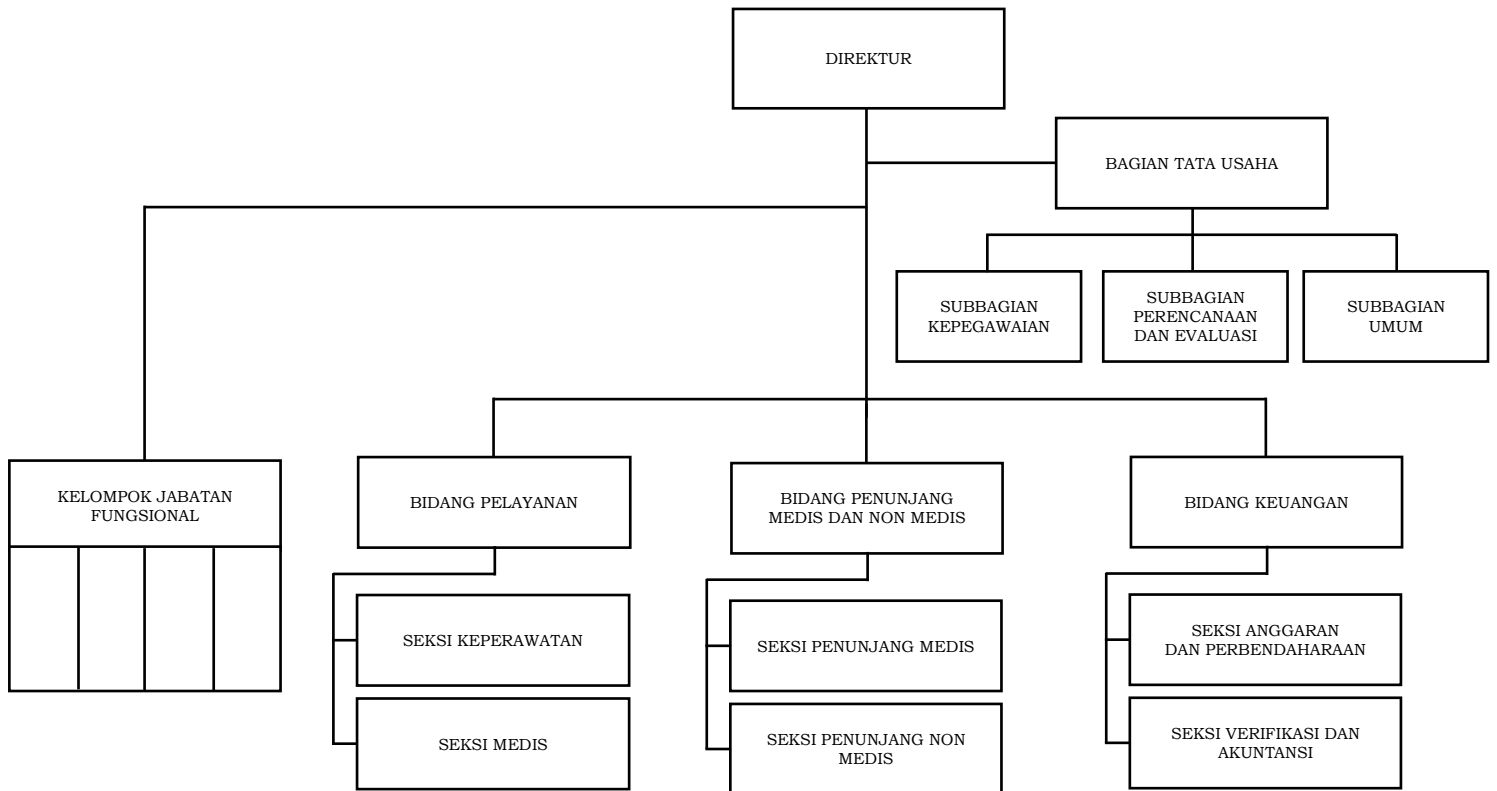 DIREKTUR
BAGIAN TATA USAHA
SUBBAGIAN
KEPEGAWAIAN
SUBBAGIAN
PERENCANAAN
DAN EVALUASI
SUBBAGIAN
UMUM
KELOMPOK JABATAN
FUNGSIONAL
BIDANG PELAYANAN
BIDANG PENUNJANG
MEDIS DAN NON MEDIS
BIDANG KEUANGAN
SEKSI KEPERAWATAN
SEKSI MEDIS
SEKSI PENUNJANG MEDIS
SEKSI PENUNJANG NON
MEDIS
SEKSI ANGGARAN
DAN PERBENDAHARAAN
SEKSI VERIFIKASI DAN
AKUNTANSI